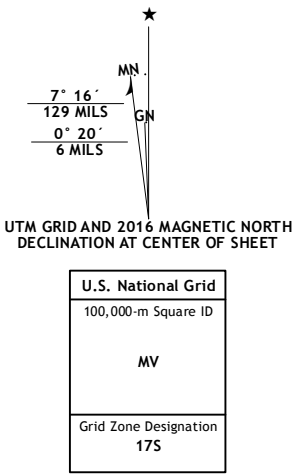 MN
7° 16´
129 MILS
GN
0° 20´
6 MILS
UTM GRID AND 2016 MAGNETIC NORTH
DECLINATION AT CENTER OF SHEET
U.S. National Grid
100,000-m Square ID
MV
Grid Zone Designation
17S